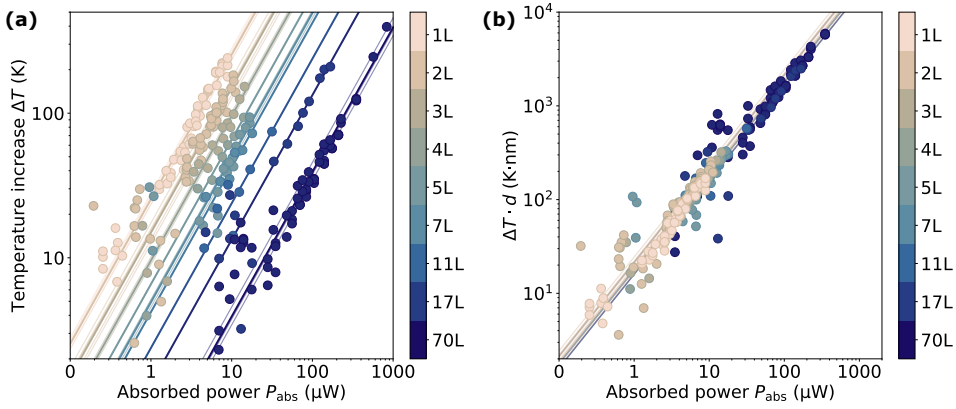 (a)
Temperature increase ΔT (K)
100
10
0
1
10
100
1000
Absorbed power P_abs (μW)
1L
2L
3L
4L
5L
7L
11L
17L
70L
(b)
ΔT · d (K·nm)
10⁴
10³
10²
10¹
0
1
10
100
1000
Absorbed power P_abs (μW)
1L
2L
3L
4L
5L
7L
11L
17L
70L